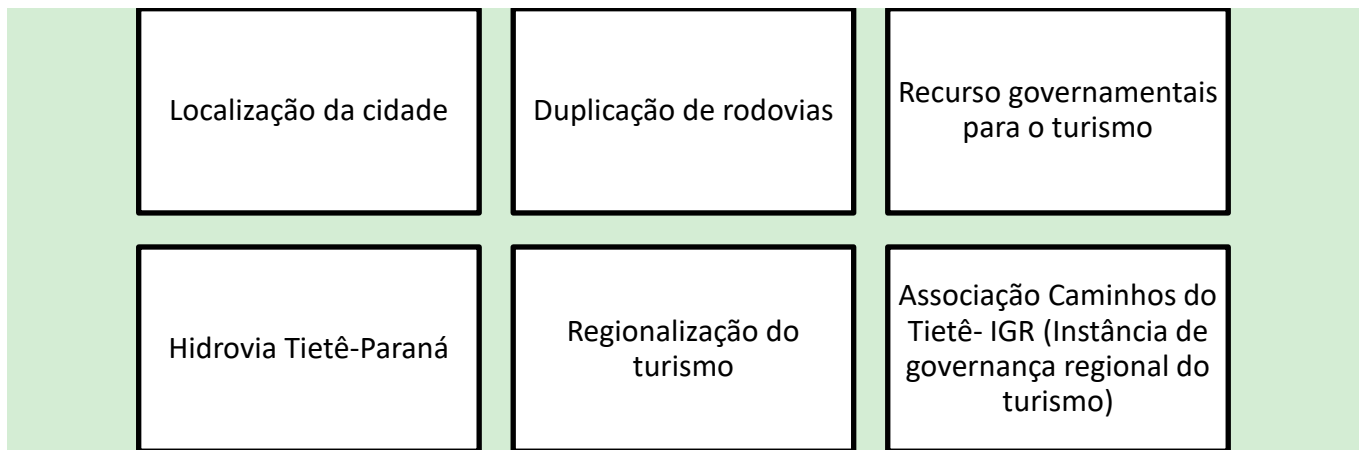 Localização da cidade
Duplicação de rodovias
Recurso governamentais
para o turismo
Hidrovia Tietê-Paraná
Regionalização do
turismo
Associação Caminhos do
Tietê- IGR (Instância de
governança regional do
turismo)